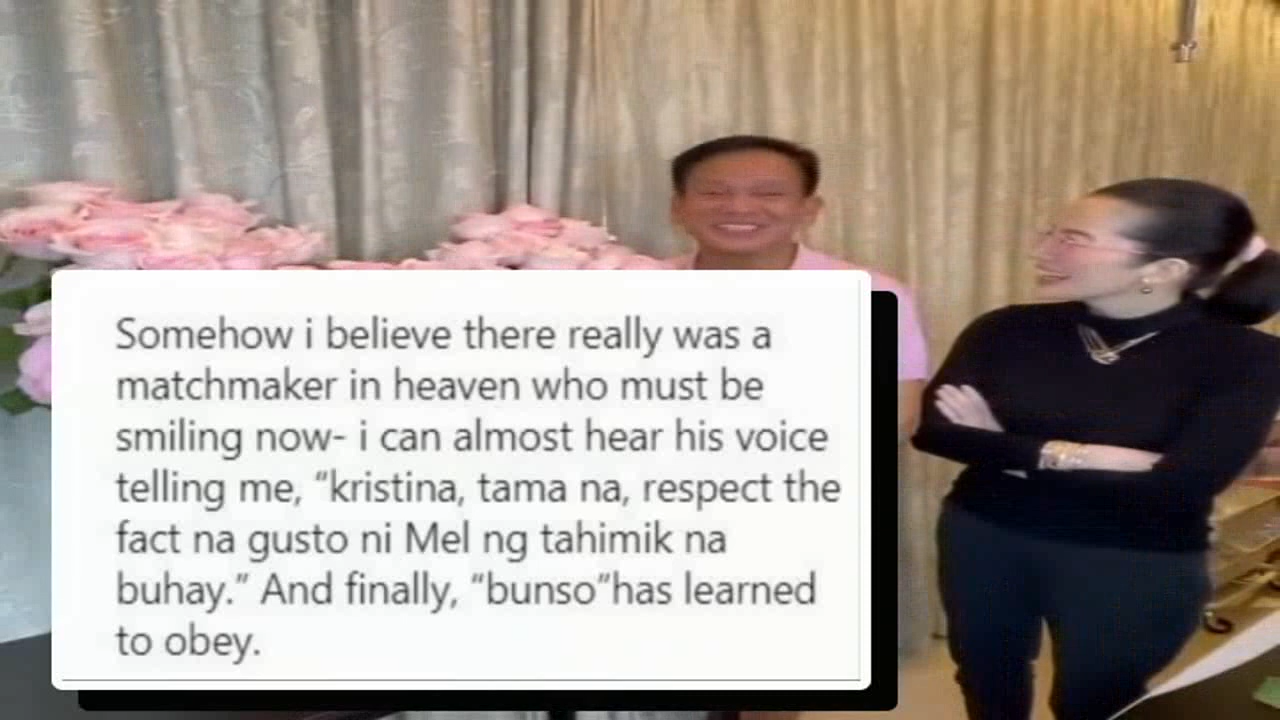 Somehow i believe there really was a
matchmaker in heaven who must be
smiling now- i can almost hear his voice
telling me, “kristina, tama na, respect the
fact na gusto ni Mel ng tahimik na
buhay.” And finally, “bunso”has learned
to obey.